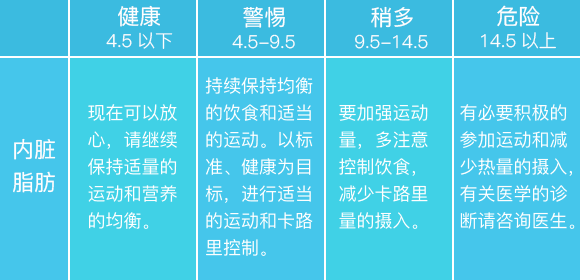 健康 警惕 稍多 危险
4.5 以下 4.5-9.5 9.5-14.5 14.5 以上
内脏
脂肪
现在可以放
心，请继续
保持适量的
运动和营养
的均衡。
持续保持均衡
的饮食和适当
的运动。以标
准、健康为目
标，进行适当
的运动和卡路
里控制。
要加强运动
量，多注意
控制饮食，
减少卡路里
量的摄入。
有必要积极的
参加运动和减
少热量的摄入，
有关医学的诊
断请咨询医生。